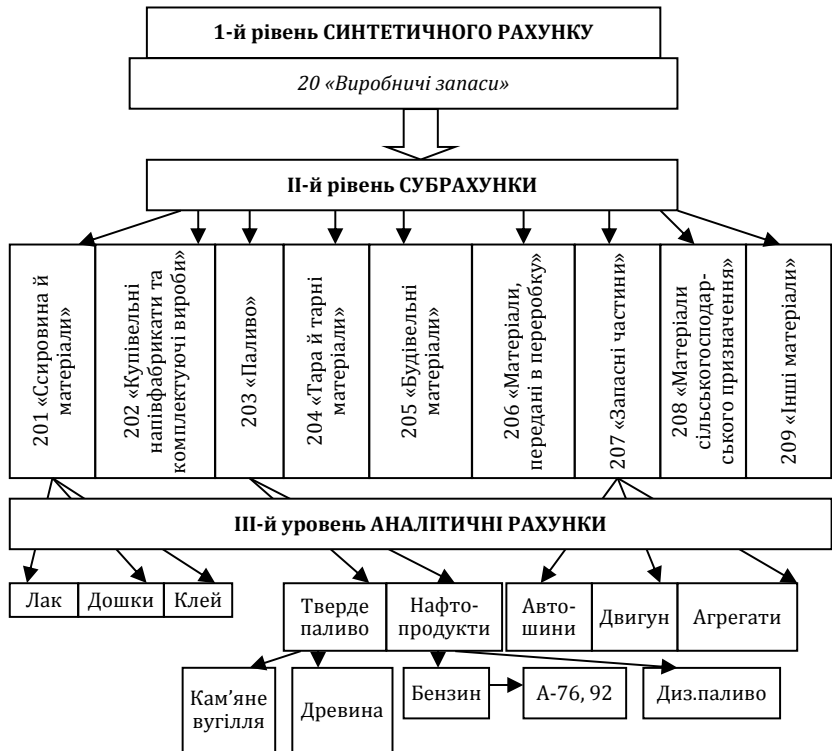 1-й рівень СИНТЕТИЧНОГО РАХУНКУ
20 «Виробничі запаси»
ІІ-й рівень СУБРАХУНКИ
201 «Ссировина й
матеріали»
202 «Купівельні
напівфабрикати та
комплектуючі вироби»
203 «Паливо»
204 «Тара й тарні
матеріали»
205 «Будівельні
матеріали»
206 «Матеріали,
передані в переробку»
207 «Запасні частини»
208 «Матеріали
сільськогосподар-
ського призначення»
209 «Інші матеріали»
ІІІ-й уровень АНАЛІТИЧНІ РАХУНКИ
Лак
Дошки
Клей
Тверде
паливо
Нафто-
продукти
Авто-
шини
Двигун
Агрегати
Кам’яне
вугілля
Древина
Бензин
А-76, 92
Диз.паливо